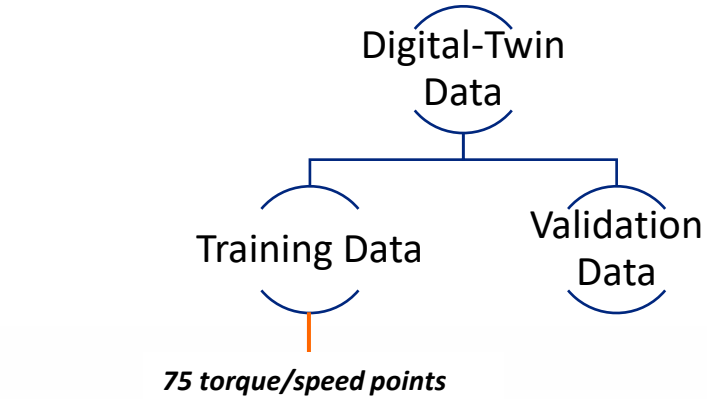 Digital-Twin
Data
Training Data
Validation
Data
75 torque/speed points